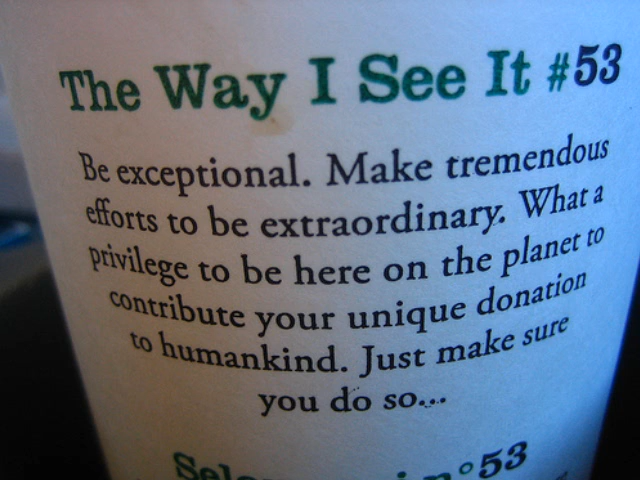 The Way I See It #53
Be exceptional. Make tremendous
efforts to be extraordinary. What a
privilege to be here on the planet to
contribute your unique donation
to humankind. Just make sure
you do so...
n° 53